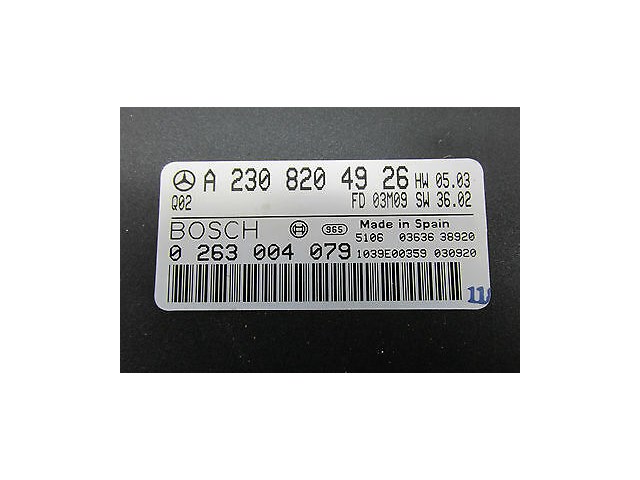 A 230 820 49 26 HW 05.03
Q02 FD 03M09 SW 36.02
BOSCH 965 Made in Spain
5106 03636 38920
0 263 004 079 1039E00359 030920